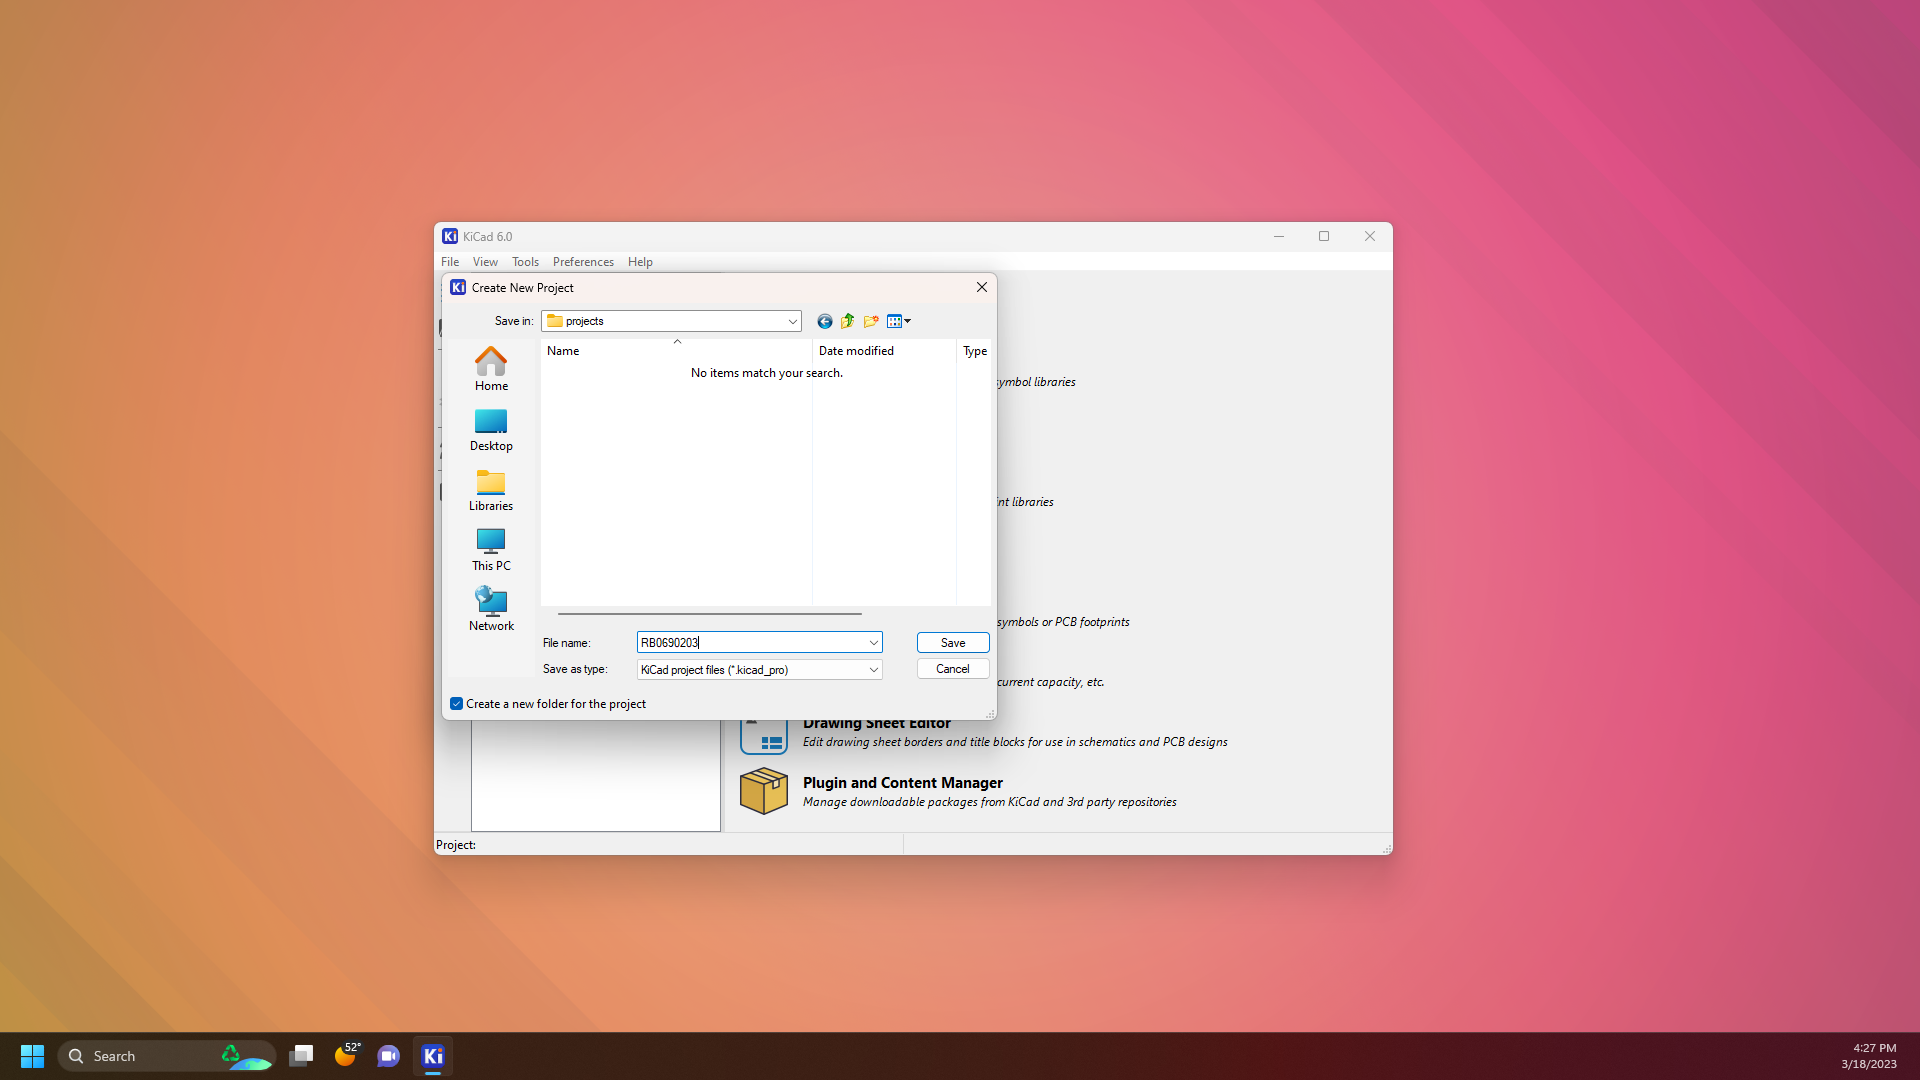 KiCad 6.0
File View Tools Preferences Help
Create New Project
Save in: projects
Name Date modified Type
No items match your search.
Home
Desktop
Libraries
This PC
Network
symbol libraries
int libraries
symbols or PCB footprints
current capacity, etc.
File name: RB0690203 Save
Save as type: KiCad project files (*.kicad_pro) Cancel
Create a new folder for the project
Drawing Sheet Editor
Edit drawing sheet borders and title blocks for use in schematics and PCB designs
Plugin and Content Manager
Manage downloadable packages from KiCad and 3rd party repositories
Project:
Search
52°
Ki
4:27 PM
3/18/2023